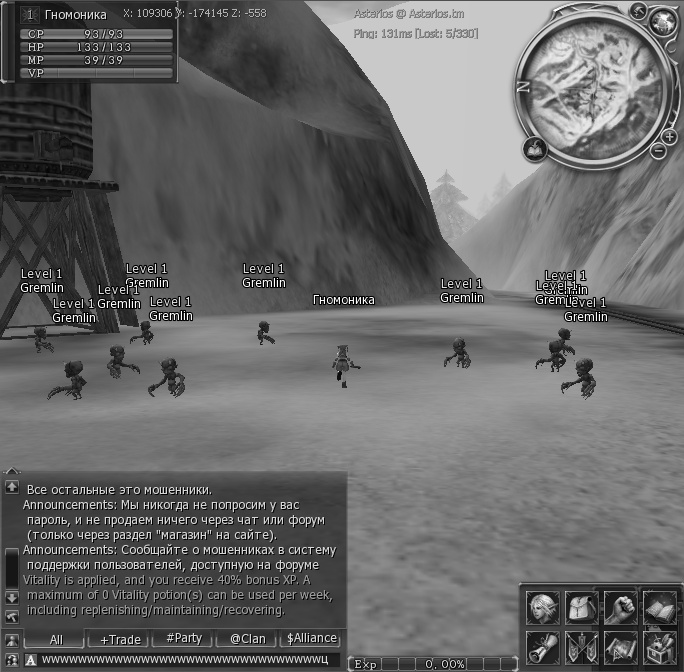 1 Гномоника X: 109306 Y: -174145 Z: -558
CP 93/93
HP 133/133
MP 39/39
VP
Asterios @ Asterios.tm
Ping: 131ms [Lost: 5/330]
N
Level 1
Gremlin
Level 1
Gremlin
Level 1
Gremlin
Level 1
Gremlin
Level 1
Gremlin
Level 1
Gremlin
Гномоника
Level 1
Gremlin
Level 1
Gremlin
Level 1
Gremlin
Level 1
Gremlin
Все остальные это мошенники.
Announcements: Мы никогда не попросим у вас
пароль, и не продаем ничего через чат или форум
(только через раздел "магазин" на сайте).
Announcements: Сообщайте о мошенниках в систему
поддержки пользователей, доступную на форуме
Vitality is applied, and you receive 40% bonus XP. A
maximum of 0 Vitality potion(s) can be used per week,
including replenishing/maintaining/recovering.
All +Trade #Party @Clan $Alliance
A
Exp 0.00%